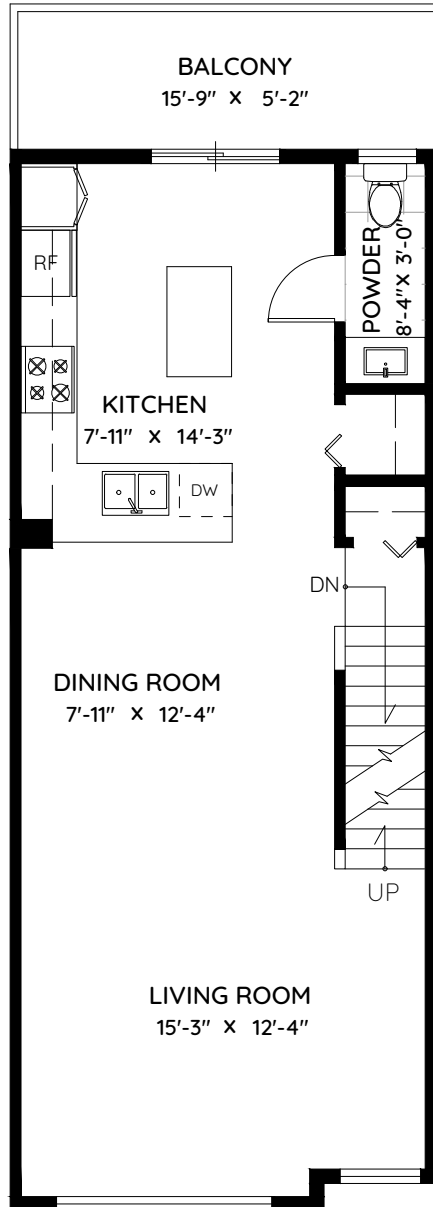 BALCONY
15'-9" X 5'-2"
RF
POWDER
8'-4" X 3'-0"
KITCHEN
7'-11" X 14'-3"
DW
DN
DINING ROOM
7'-11" X 12'-4"
UP
LIVING ROOM
15'-3" X 12'-4"